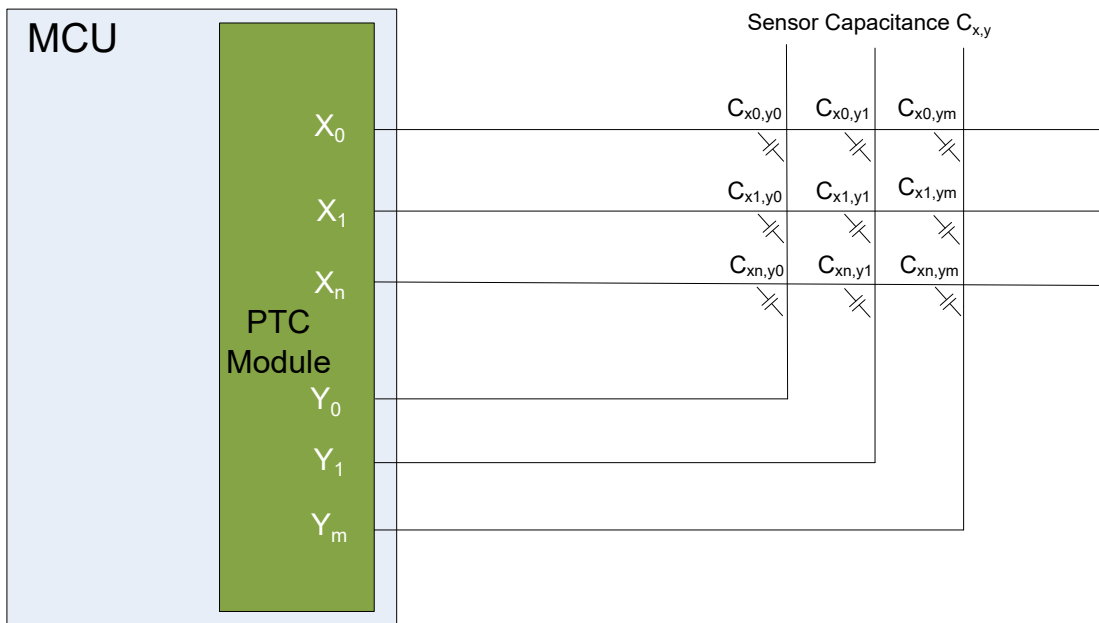 MCU
Sensor Capacitance Cx,y
X0
Cx0,y0 Cx0,y1 Cx0,ym
X1
Cx1,y0 Cx1,y1 Cx1,ym
Xn
Cxn,y0 Cxn,y1 Cxn,ym
PTC
Module
Y0
Y1
Ym